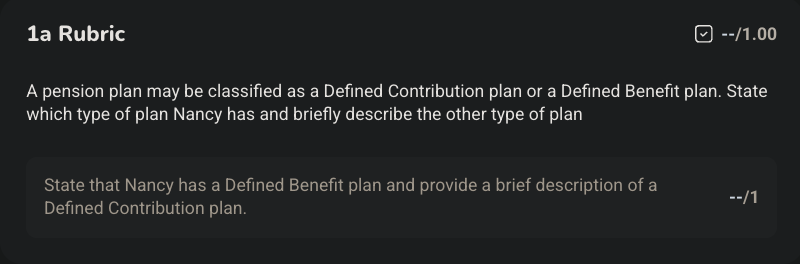 1a Rubric
--/1.00
A pension plan may be classified as a Defined Contribution plan or a Defined Benefit plan. State
which type of plan Nancy has and briefly describe the other type of plan
State that Nancy has a Defined Benefit plan and provide a brief description of a
Defined Contribution plan.
--/1